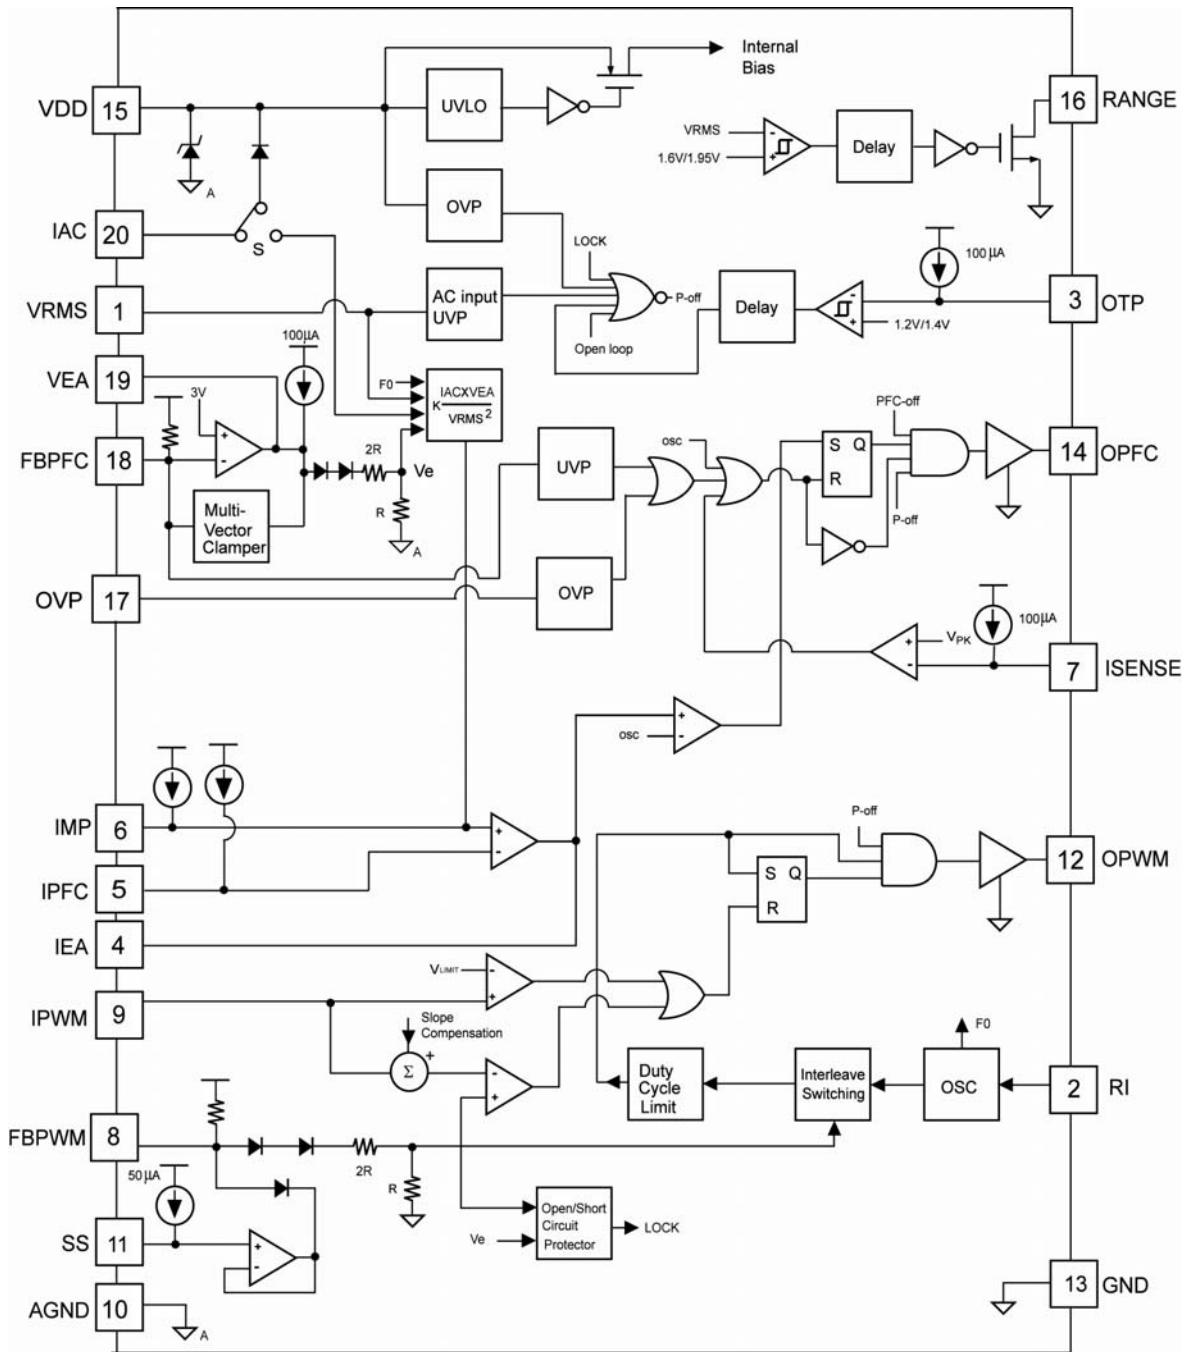 Internal
Bias
VDD
15
UVLO
16
RANGE
VRMS
-
1.6V/1.95V
+
Delay
A
OVP
IAC
20
S
LOCK
100µA
VRMS
1
AC input
UVP
P-off
Delay
-
+
3
OTP
1.2V/1.4V
Open loop
100µA
VEA
19
F0
K IACXVEA
VRMS2
3V
PFC-off
+
-
FBPFC
18
2R
Ve
UVP
osc
S Q
R
14
OPFC
R
Multi-
Vector
Clamper
P-off
A
OVP
17
OVP
100µA
VPK
+
-
7
ISENSE
+
osc
-
P-off
IMP
6
+
-
12
OPWM
S Q
R
IPFC
5
IEA
4
VLIMIT
-
+
IPWM
9
Slope
Compensation
F0
+
Σ
-
+
Duty
Cycle
Limit
Interleave
Switching
OSC
2
RI
FBPWM
8
2R
50µA
R
Open/Short
Circuit
Protector
LOCK
Ve
SS
11
+
-
13
GND
AGND
10
A